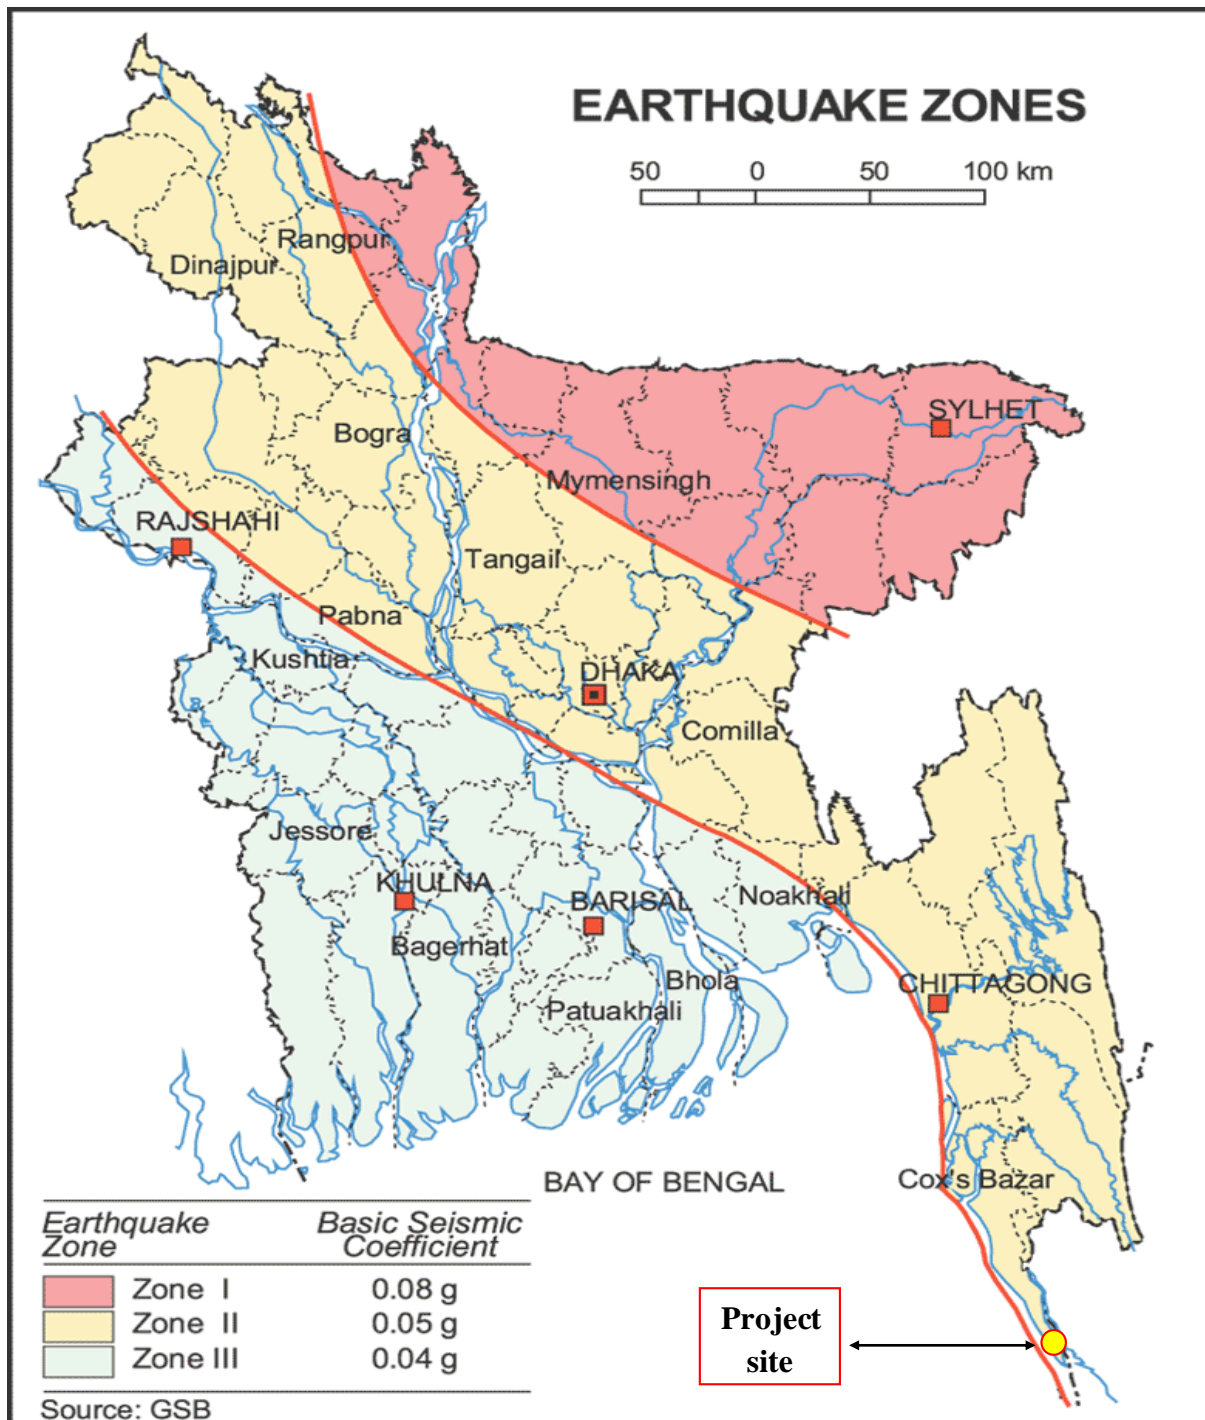 EARTHQUAKE ZONES
50 0 50 100 km
Rangpur
Dinajpur
SYLHET
Bogra
Mymensingh
RAJSHAHI
Tangail
Pabna
Kushtia
DHAKA
Comilla
Jessore
KHULNA
BARISAL
Noakhali
Bagerhat
Bhola
CHITTAGONG
Patuakhali
BAY OF BENGAL
Cox's Bazar
Earthquake Zone Basic Seismic Coefficient
Zone I 0.08 g
Zone II 0.05 g
Zone III 0.04 g
Source: GSB
Project
site